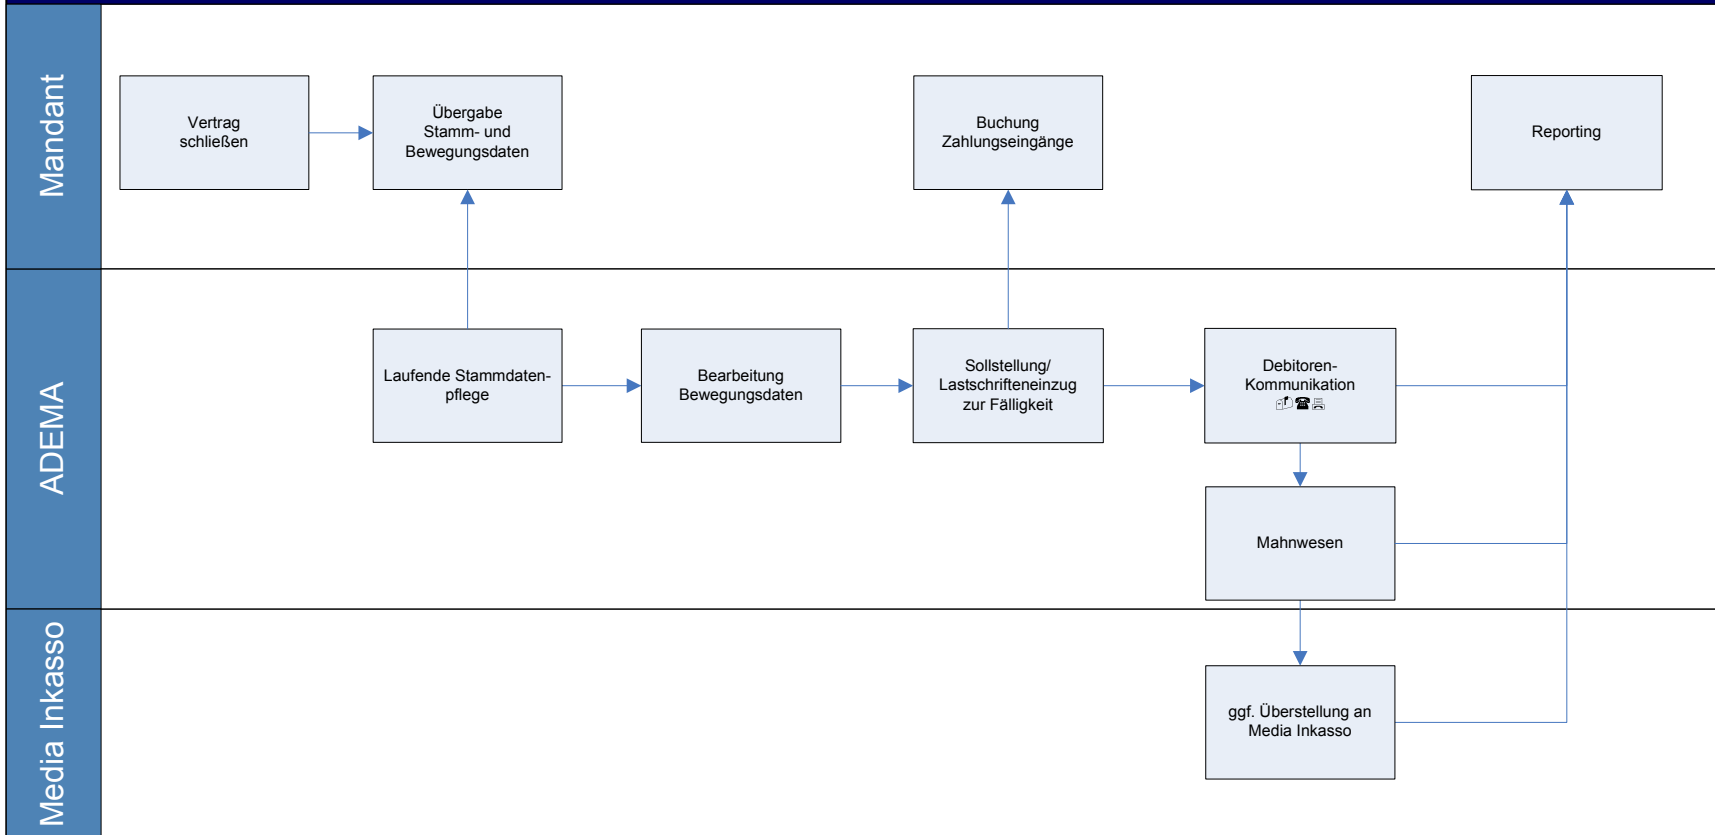 Mandant
Vertrag
schließen
Übergabe
Stamm- und
Bewegungsdaten
Buchung
Zahlungseingänge
Reporting
ADEMA
Laufende Stammdaten-
pflege
Bearbeitung
Bewegungsdaten
Sollstellung/
Lastschrifteneinzug
zur Fälligkeit
Debitoren-
Kommunikation
Mahnwesen
Media Inkasso
ggf. Überstellung an
Media Inkasso